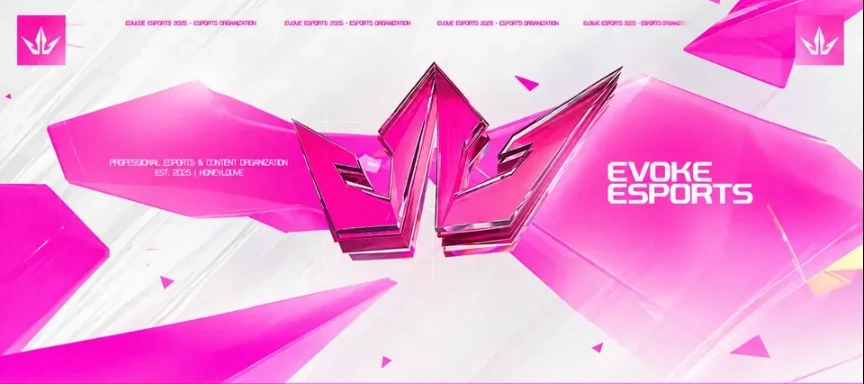 EVOKE ESPORTS 2025 - ESPORTS ORGANIZATION
EVOKE ESPORTS 2025 - ESPORTS ORGANIZATION
EVOKE ESPORTS 2025 - ESPORTS ORGANIZATION
EVOKE ESPORTS 2025 - ESPORTS ORGANIZATION
PROFESSIONAL ESPORTS & CONTENT ORGANIZATION
EST. 2025 | HONEYLOUVE
EVOKE
ESPORTS